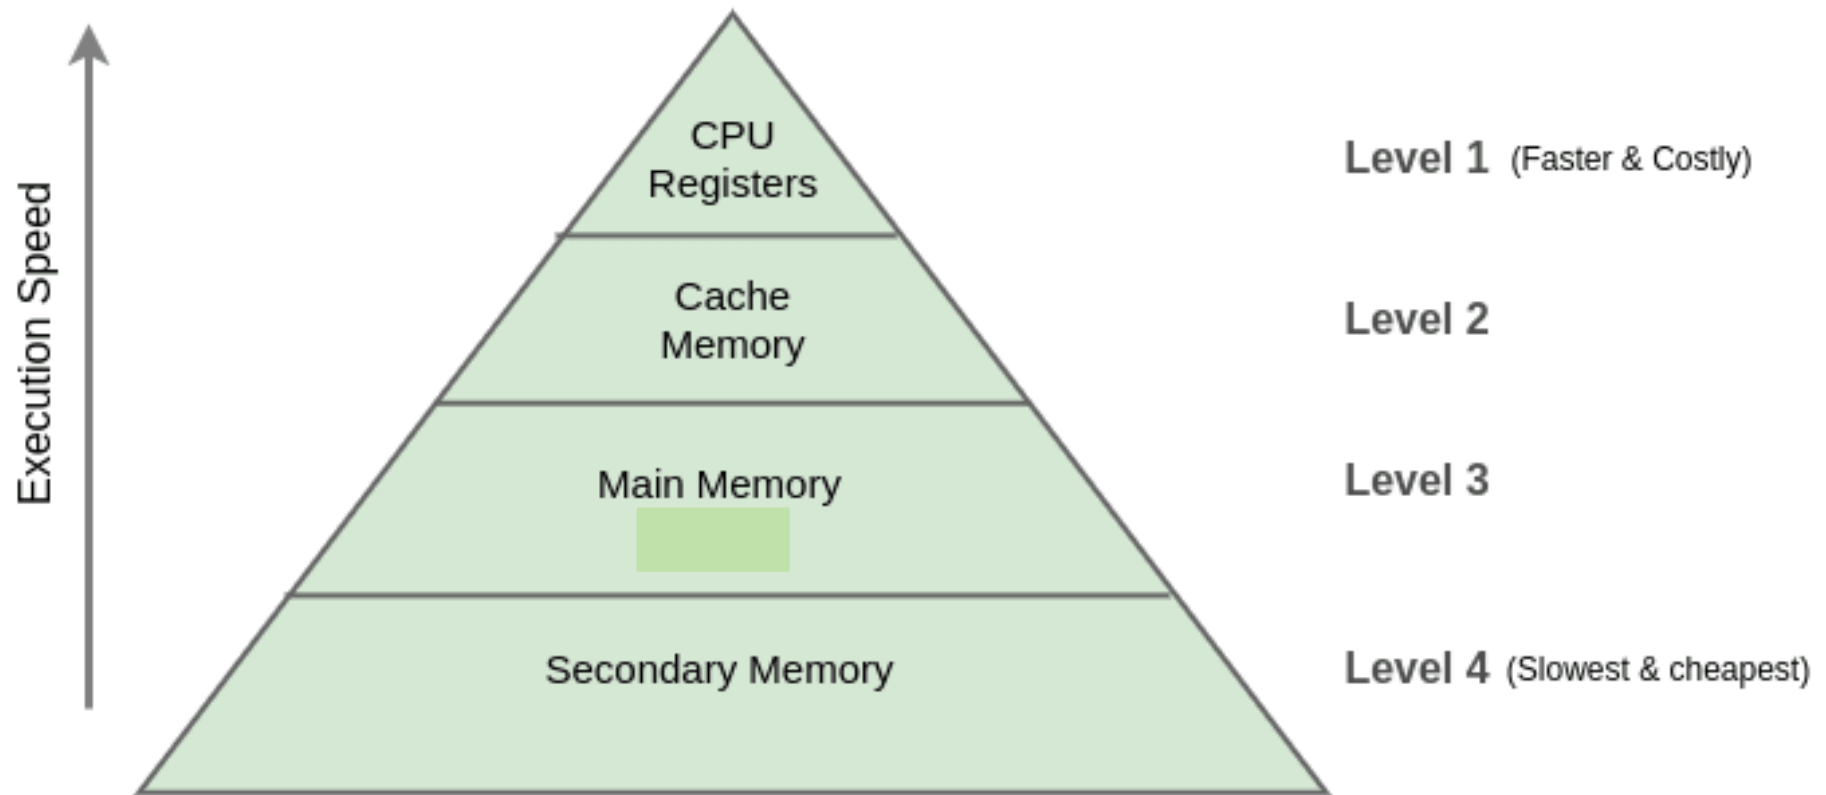 Execution Speed
CPU
Registers
Level 1 (Faster & Costly)
Cache
Memory
Level 2
Main Memory
Level 3
Secondary Memory
Level 4 (Slowest & cheapest)